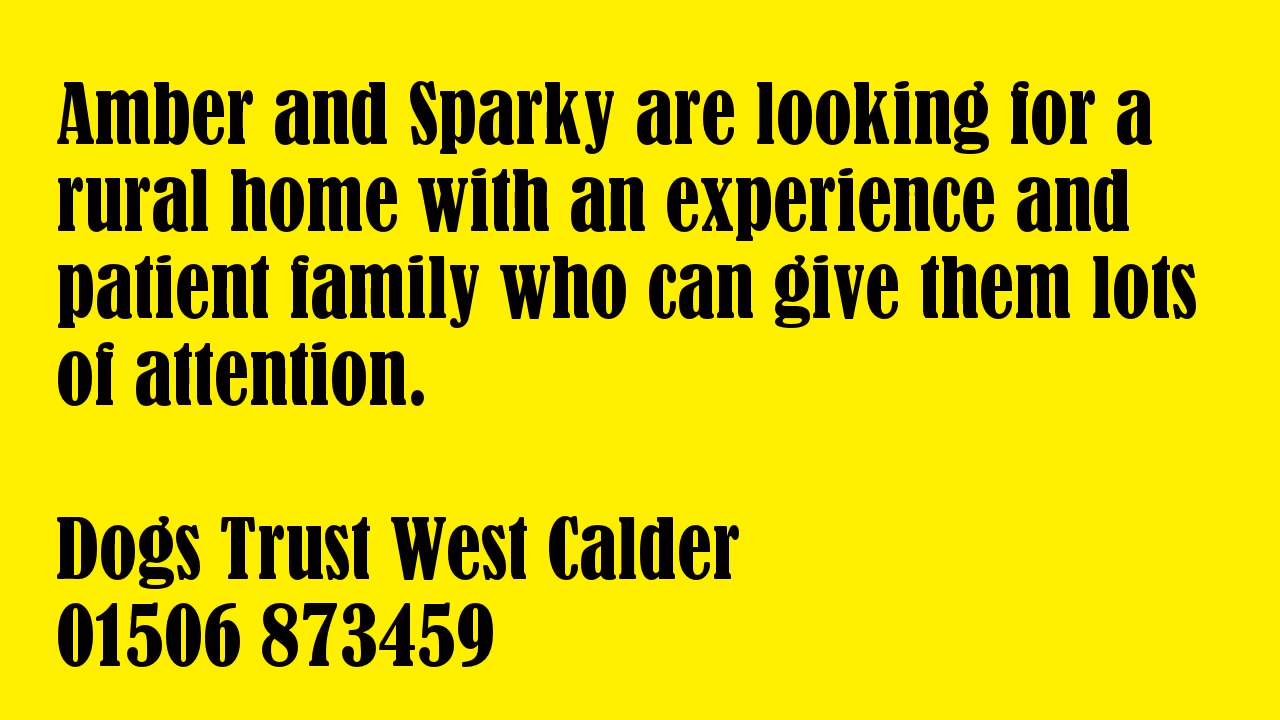 Amber and Sparky are looking for a
rural home with an experience and
patient family who can give them lots
of attention.
Dogs Trust West Calder
01506 873459